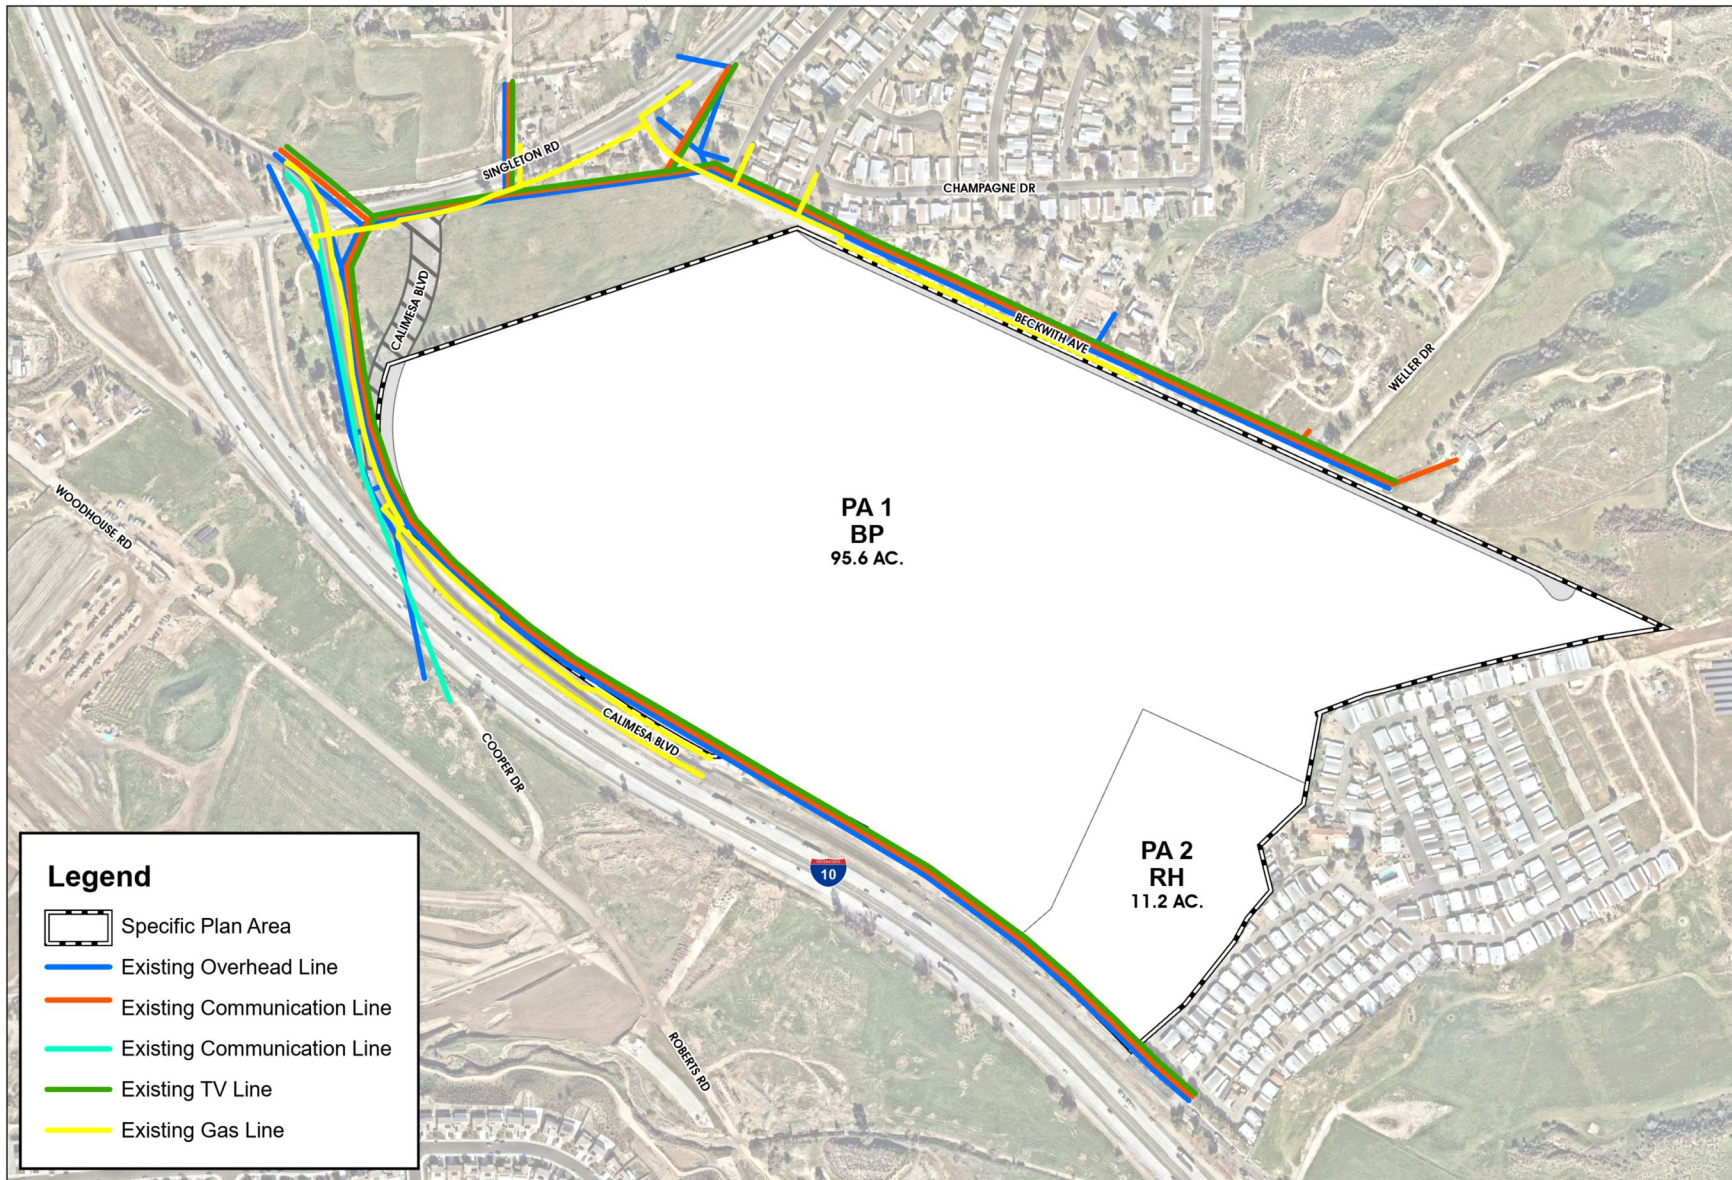 SINGLETON RD
CHAMPAGNE DR
CALIMESA BLVD
BECKWITH AVE
WELLER DR
WOODHOUSE RD
PA 1
BP
95.6 AC.
CALIMESA BLVD
COOPER DR
INTERSTATE
10
PA 2
RH
11.2 AC.
ROBERTS RD
Legend
Specific Plan Area
Existing Overhead Line
Existing Communication Line
Existing Communication Line
Existing TV Line
Existing Gas Line